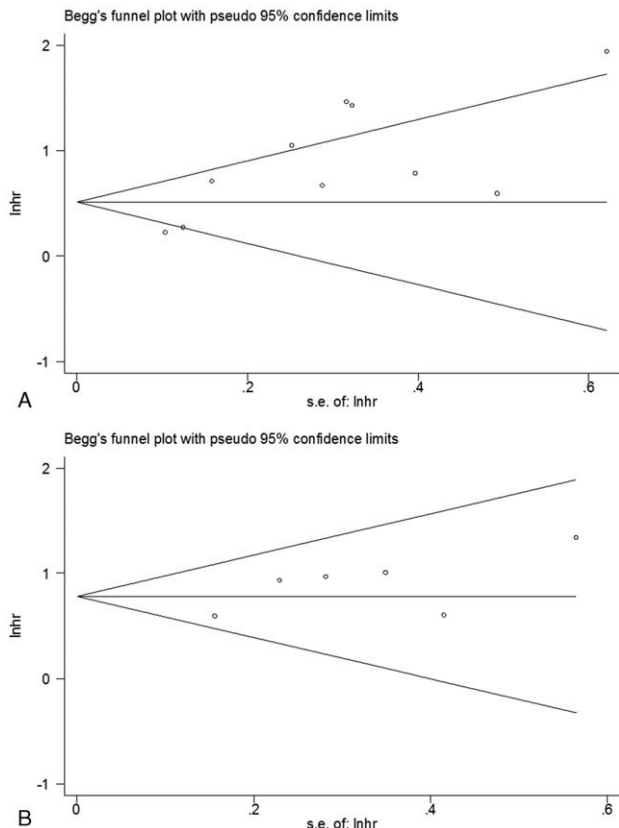 Begg's funnel plot with pseudo 95% confidence limits
2
1
0
-1
lnhr
0
.2
.4
.6
s.e. of: lnhr
A
Begg's funnel plot with pseudo 95% confidence limits
2
1
0
-1
lnhr
0
.2
.4
.6
s.e. of: lnhr
B